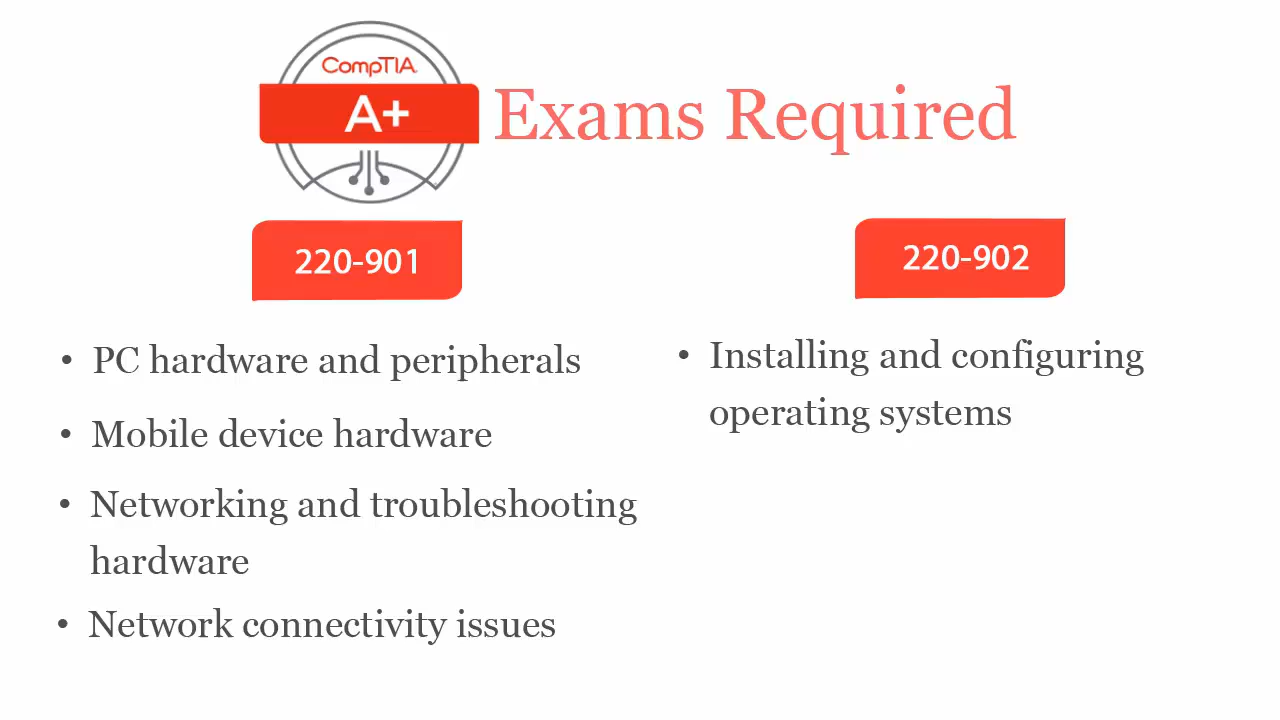 CompTIA.
A+
Exams Required
220-901
• PC hardware and peripherals
• Mobile device hardware
• Networking and troubleshooting
hardware
• Network connectivity issues
220-902
• Installing and configuring
operating systems